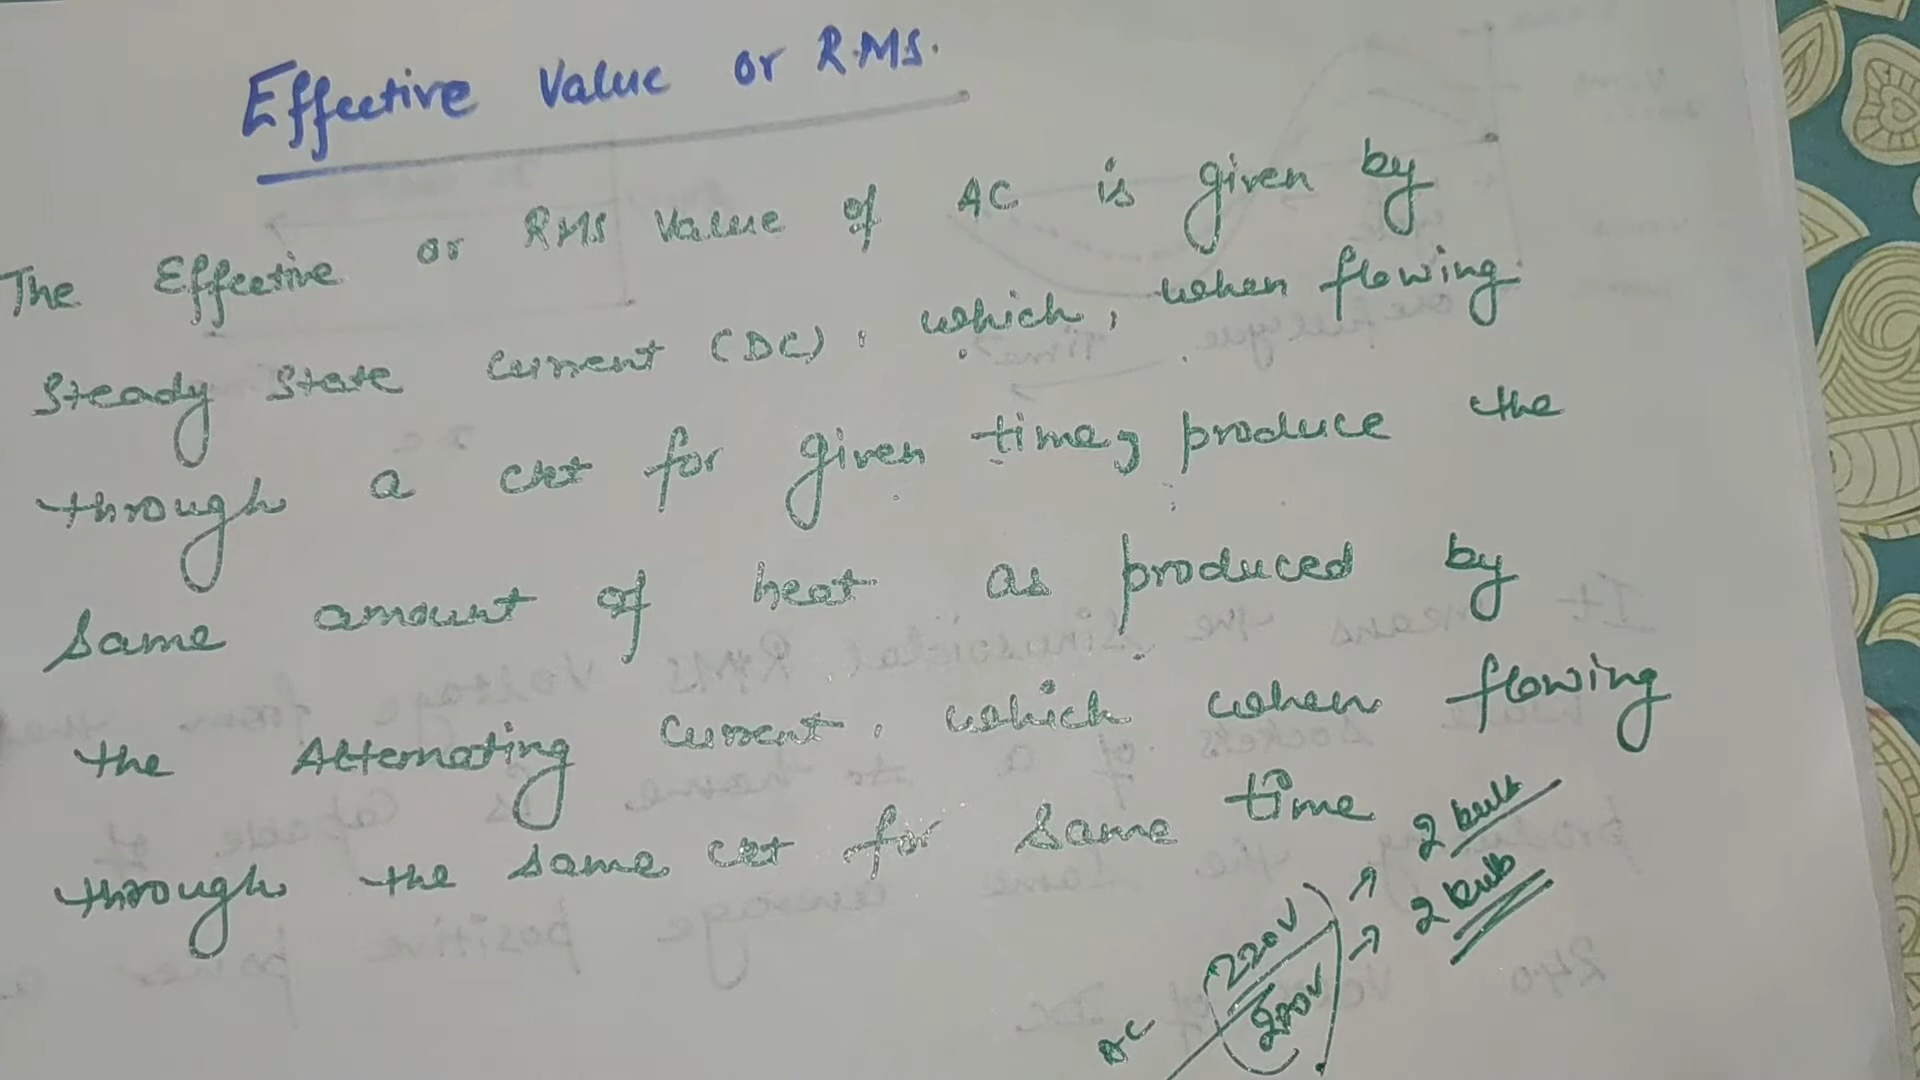 Effective Value or R.M.S.
The Effective or RMS Value of AC is given by
Steady State Current (DC), which, when flowing
through a ckt for given time, produce the
same amount of heat as produced by
the Alternating Current, which when flowing
through the same ckt for same time
220V → 2 bulb
200V → 2 bulb